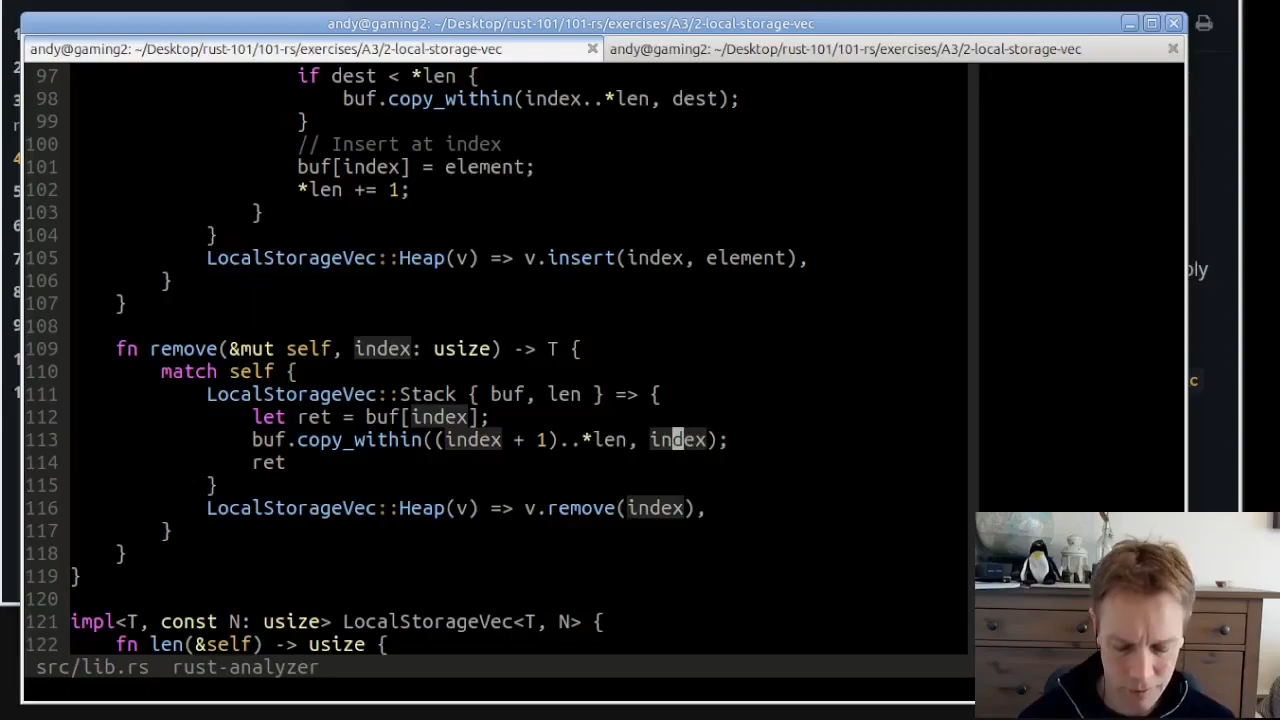 andy@gaming2: ~/Desktop/rust-101/101-rs/exercises/A3/2-local-storage-vec
andy@gaming2: ~/Desktop/rust-101/101-rs/exercises/A3/2-local-storage-vec
andy@gaming2: ~/Desktop/rust-101/101-rs/exercises/A3/2-local-storage-vec
97 if dest < *len {
98 buf.copy_within(index..*len, dest);
99 }
100 // Insert at index
101 buf[index] = element;
102 *len += 1;
103 }
104 }
105 LocalStorageVec::Heap(v) => v.insert(index, element),
106 }
107 }
108
109 fn remove(&mut self, index: usize) -> T {
110 match self {
111 LocalStorageVec::Stack { buf, len } => {
112 let ret = buf[index];
113 buf.copy_within((index + 1)..*len, index);
114 ret
115 }
116 LocalStorageVec::Heap(v) => v.remove(index),
117 }
118 }
119 }
120
121 impl<T, const N: usize> LocalStorageVec<T, N> {
122 fn len(&self) -> usize {
src/lib.rs rust-analyzer